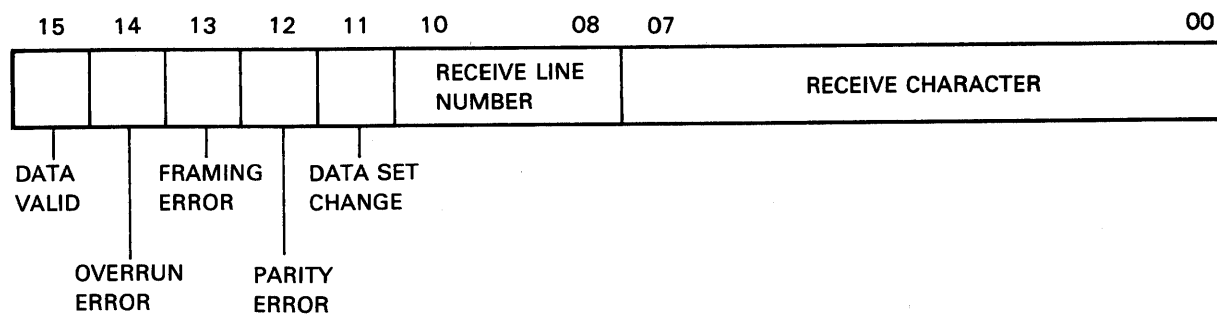 15 14 13 12 11 10 08 07 00
RECEIVE LINE
NUMBER
RECEIVE CHARACTER
DATA
VALID
FRAMING
ERROR
DATA SET
CHANGE
OVERRUN
ERROR
PARITY
ERROR